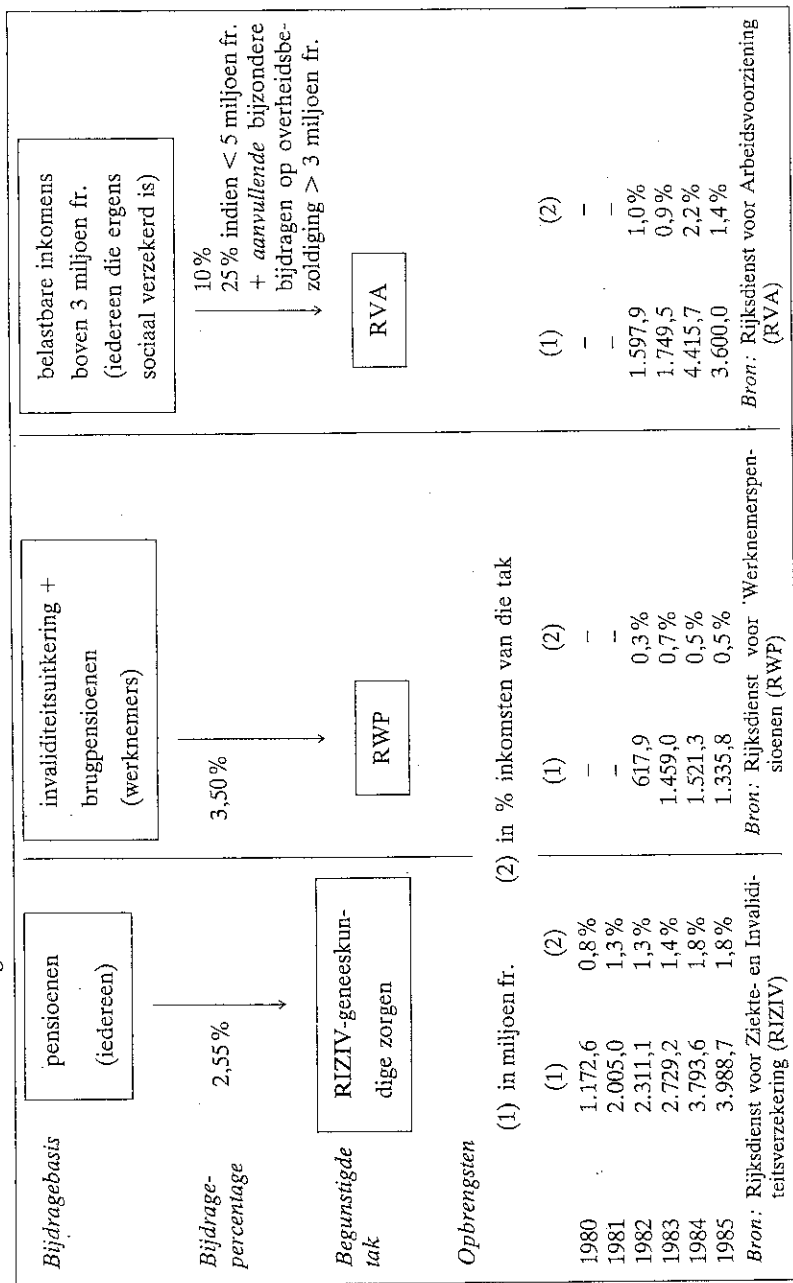 Bijdragebasis
pensioenen
(iedereen)
invaliditeitsuitkering +
brugpensioenen
(werknemers)
belastbare inkomens
boven 3 miljoen fr.
(iedereen die ergens
sociaal verzekerd is)
Bijdrage-
percentage
2,55%
3,50%
10%
25% indien < 5 miljoen fr.
+ aanvullende bijzondere
bijdragen op overheidsbe-
zoldiging > 3 miljoen fr.
Begunstigde
tak
RIZIV-geneeskun-
dige zorgen
RWP
RVA
Opbrengsten
(1) in miljoen fr. (2) in % inkomsten van die tak
(1) (2) (1) (2) (1) (2)
1980 1.172,6 0,8% – – – –
1981 2.005,0 1,3% – – – –
1982 2.311,1 1,3% 617,9 0,3% 1.597,9 1,0%
1983 2.729,2 1,4% 1.459,0 0,7% 1.749,5 0,9%
1984 3.793,6 1,8% 1.521,3 0,5% 4.415,7 2,2%
1985 3.988,7 1,8% 1.335,8 0,5% 3.600,0 1,4%
Bron: Rijksdienst voor Ziekte- en Invalidi-
teitsverzekering (RIZIV)
Bron: Rijksdienst voor Werknemerspen-
sioenen (RWP)
Bron: Rijksdienst voor Arbeidsvoorziening
(RVA)